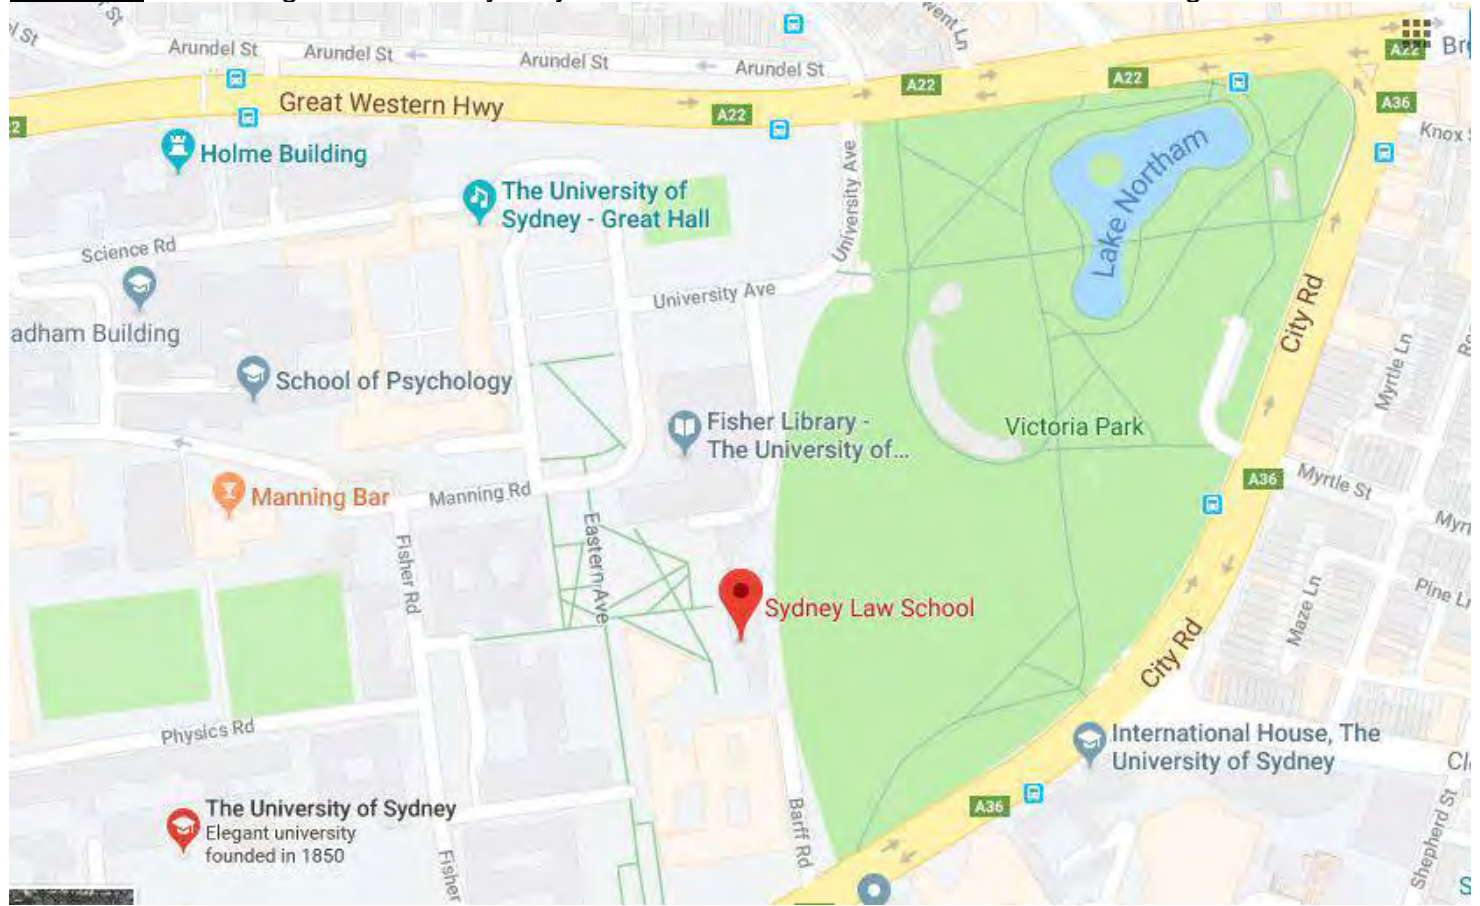 St
Arundel St
Arundel St
Arundel St
Arundel St
went Ln
A22
A22
A22
A22
A36
Great Western Hwy
Holme Building
The University of
Sydney - Great Hall
University Ave
Lake Northam
Knox
Science Rd
University Ave
City Rd
adham Building
School of Psychology
Myrtle Ln
Fisher Library -
The University of...
Victoria Park
A36
Myrtle St
Manning Bar
Manning Rd
Eastern Ave
Fisher Rd
Sydney Law School
Maze Ln
Pine
City Rd
Physics Rd
International House, The
University of Sydney
The University of Sydney
Elegant university
founded in 1850
A36
Barff Rd
Shepherd St
Fisher